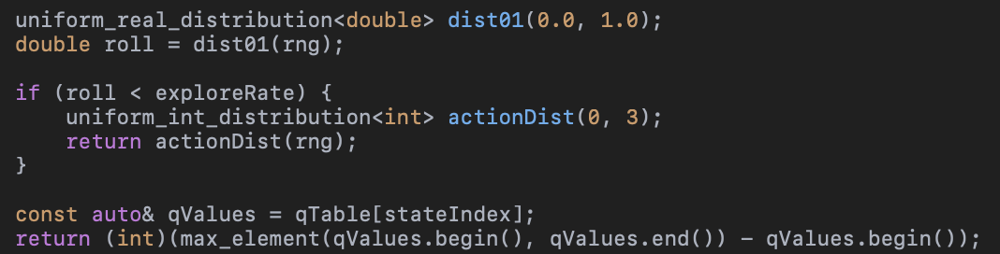 uniform_real_distribution<double> dist01(0.0, 1.0);
double roll = dist01(rng);

if (roll < exploreRate) {
    uniform_int_distribution<int> actionDist(0, 3);
    return actionDist(rng);
}

const auto& qValues = qTable[stateIndex];
return (int)(max_element(qValues.begin(), qValues.end()) - qValues.begin());